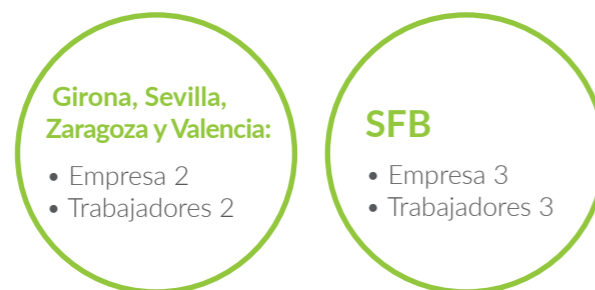 Girona, Sevilla,
Zaragoza y Valencia:
• Empresa 2
• Trabajadores 2
SFB
• Empresa 3
• Trabajadores 3